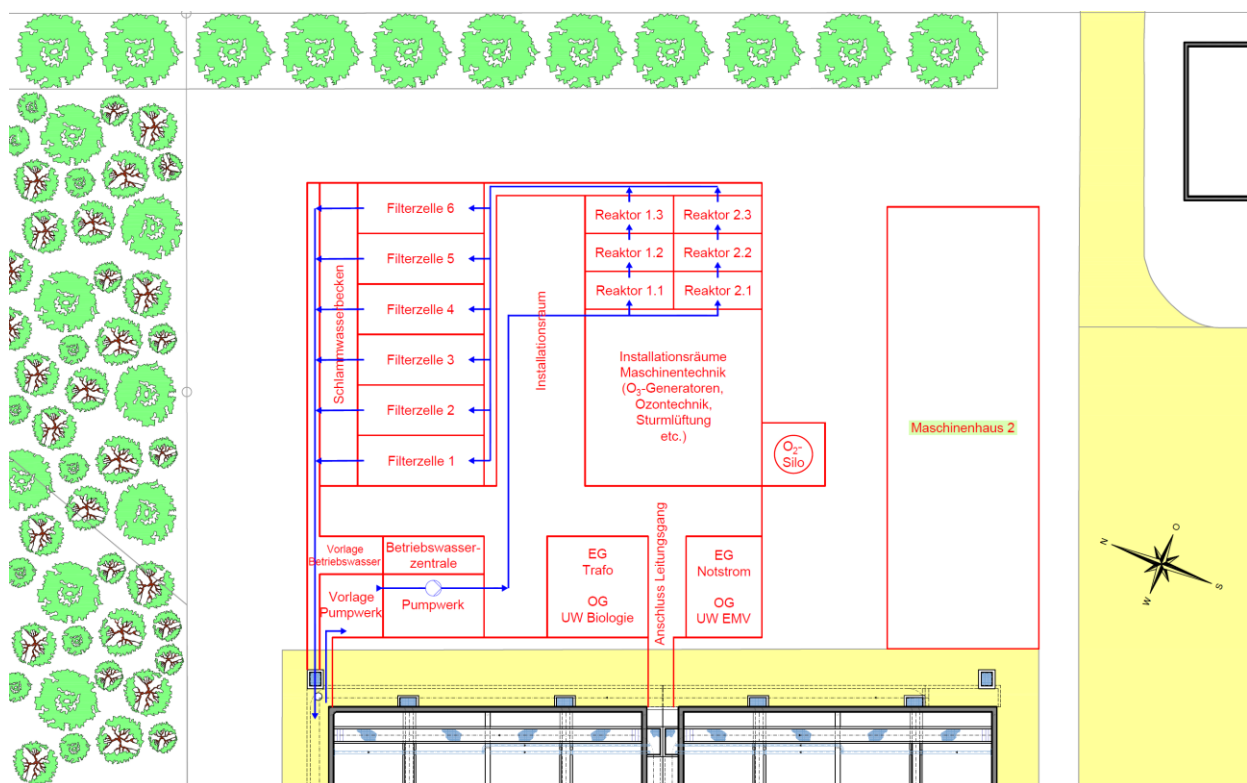 Filterzelle 6
Filterzelle 5
Filterzelle 4
Filterzelle 3
Filterzelle 2
Filterzelle 1
Schlammwasserbecken
Installationsraum
Reaktor 1.3
Reaktor 2.3
Reaktor 1.2
Reaktor 2.2
Reaktor 1.1
Reaktor 2.1
Installationsräume
Maschinentechnik
(O₃-Generatoren,
Ozontechnik,
Sturmlüftung
etc.)
O₂-
Silo
Maschinenhaus 2
Vorlage
Betriebswasser
Betriebswasser-
zentrale
Vorlage
Pumpwerk
Pumpwerk
EG
Trafo
OG
UW Biologie
Anschluss Leitungsgang
EG
Notstrom
OG
UW EMV
N
O
S
W